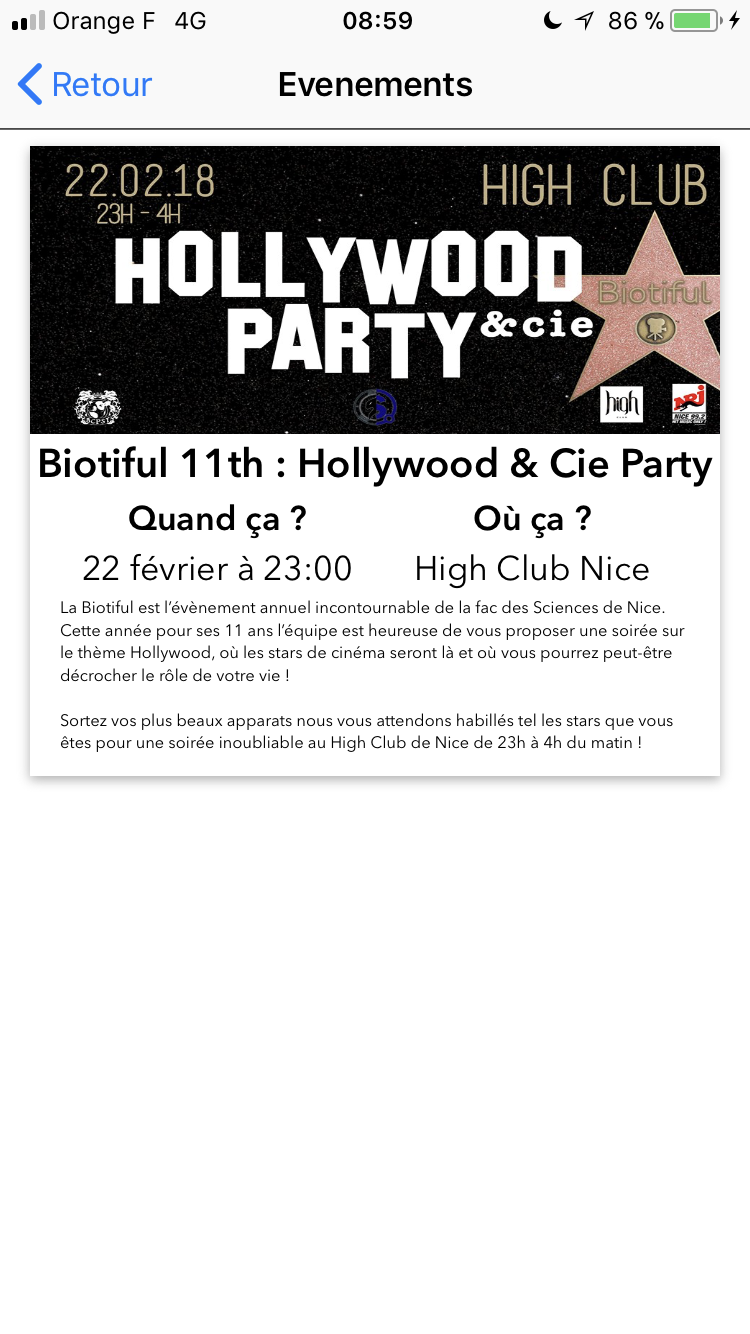 Orange F 4G 08:59 86 %
Retour Evenements
22.02.18 HIGH CLUB
23H - 4H
HOLLYWOOD
Biotiful
PARTY &cie
high
NRJ
NICE 99.2
HIT MUSIC ONLY !
Biotiful 11th : Hollywood & Cie Party
Quand ça ? Où ça ?
22 février à 23:00 High Club Nice
La Biotiful est l’évènement annuel incontournable de la fac des Sciences de Nice.
Cette année pour ses 11 ans l’équipe est heureuse de vous proposer une soirée sur
le thème Hollywood, où les stars de cinéma seront là et où vous pourrez peut-être
décrocher le rôle de votre vie !
Sortez vos plus beaux apparats nous vous attendons habillés tel les stars que vous
êtes pour une soirée inoubliable au High Club de Nice de 23h à 4h du matin !